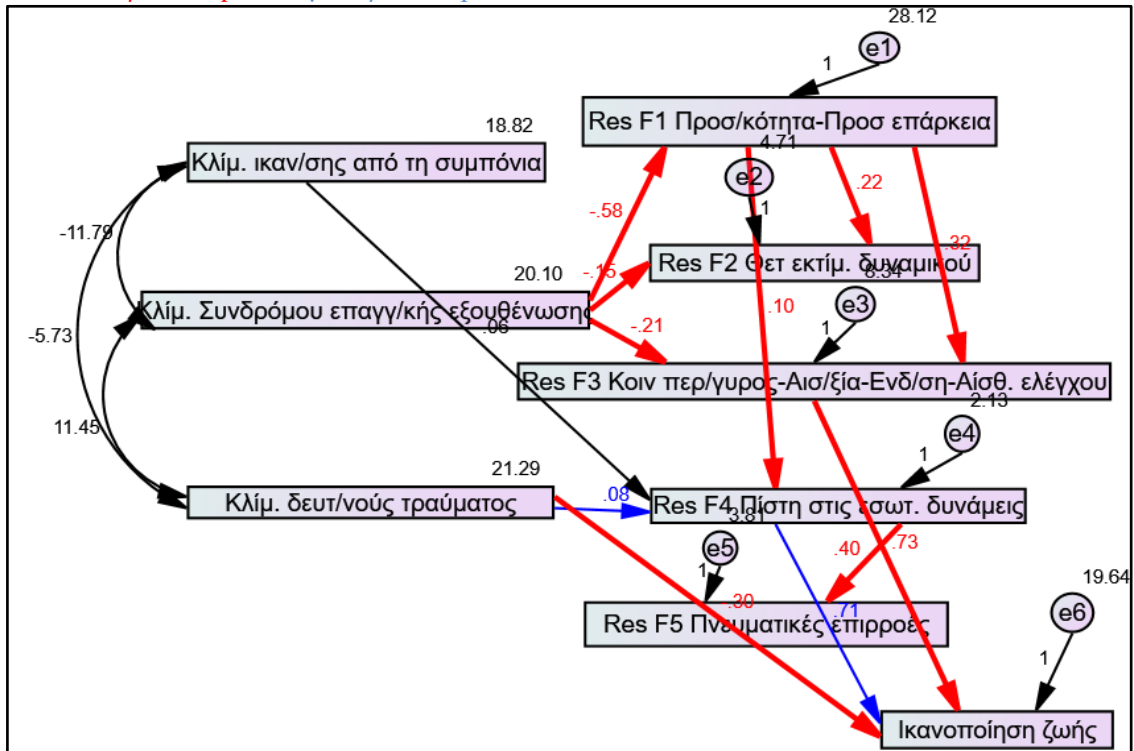 28.12
e1
1
Res F1 Προσ/κότητα-Προσ επάρκεια
18.82
4.71
Κλίμ. ικαν/σης από τη συμπόνια
e2
.22
-.58
1
-11.79
.32
Res F2 Θετ εκτίμ. δυναμικού
-.15
8.34
20.10
Κλίμ. Συνδρόμου επαγγ/κής εξουθένωσης
e3
.10
.06
-.21
1
-5.73
Res F3 Κοιν περ/γυρος-Αισ/ξία-Ενδ/ση-Αίσθ. ελέγχου
2.13
11.45
e4
1
21.29
.08
Κλίμ. δευτ/νούς τραύματος
Res F4 Πίστη στις εσωτ. δυνάμεις
3.81
e5
.40
.73
1
19.64
-.30
.71
e6
Res F5 Πνευματικές επιρροές
1
Ικανοποίηση ζωής